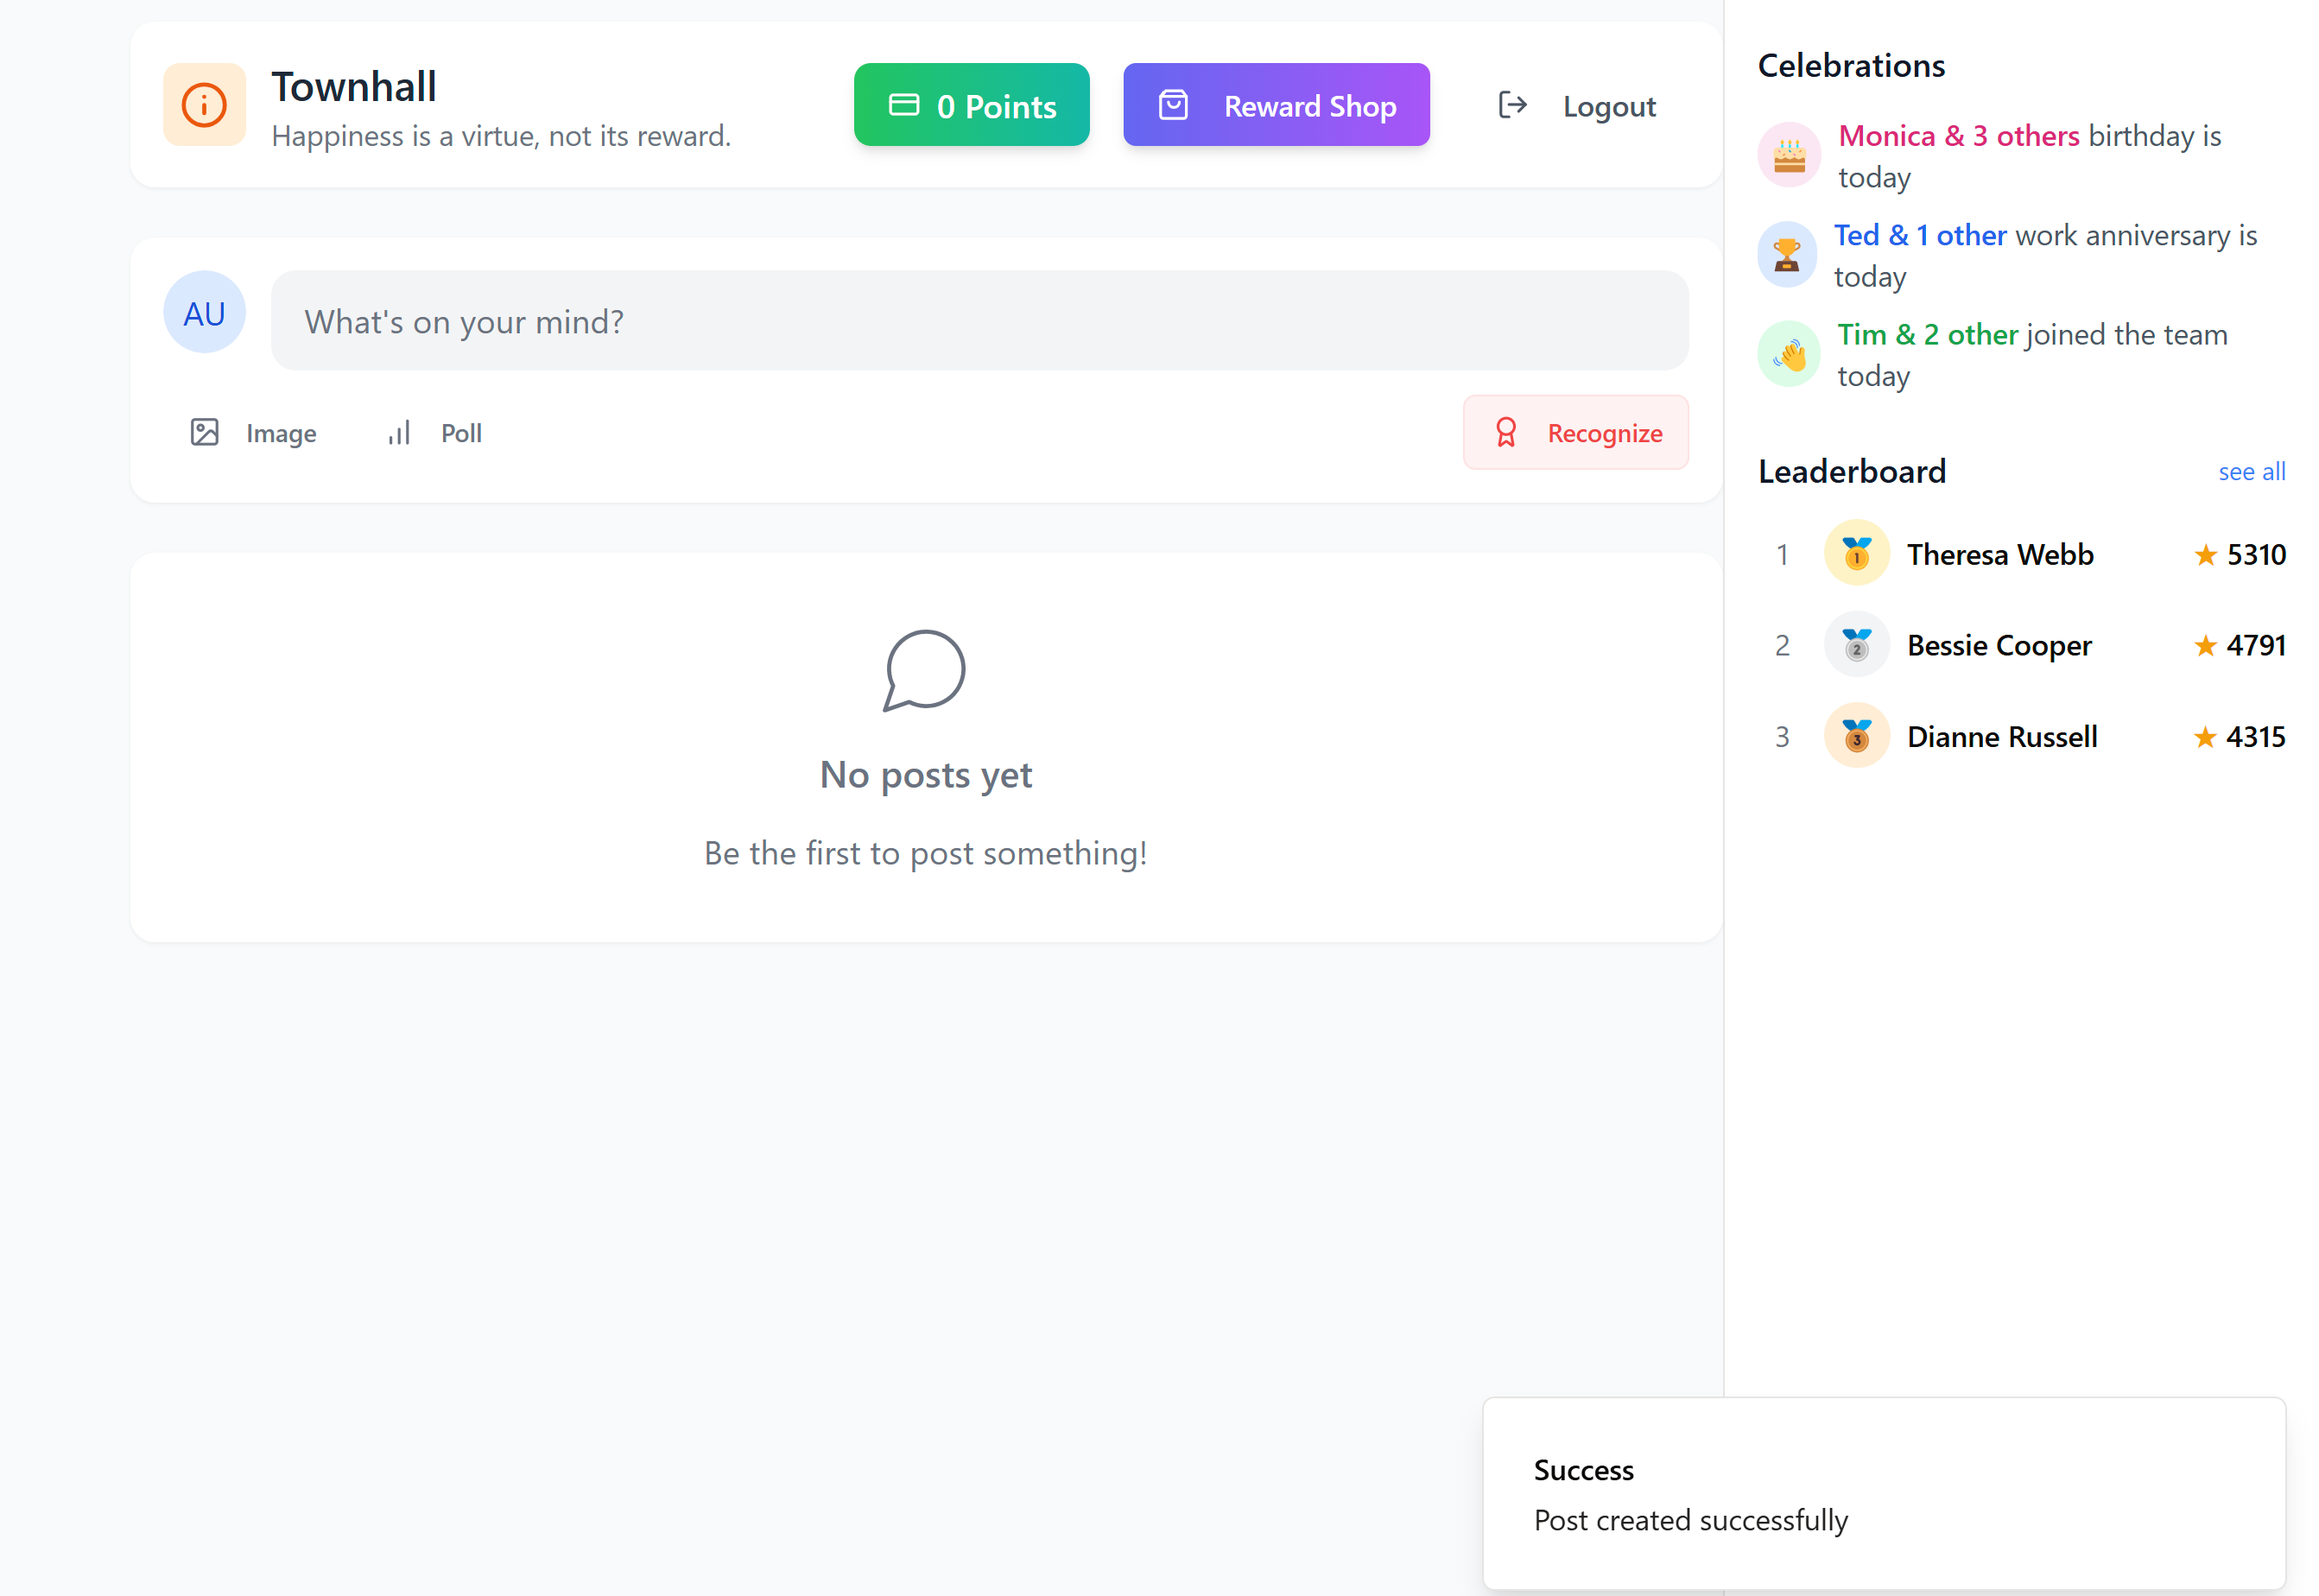 Townhall
Happiness is a virtue, not its reward.
0 Points
Reward Shop
Logout
AU
What's on your mind?
Image
Poll
Recognize
No posts yet
Be the first to post something!
Celebrations
Monica & 3 others birthday is
today
Ted & 1 other work anniversary is
today
Tim & 2 other joined the team
today
Leaderboard
see all
1 Theresa Webb ★ 5310
2 Bessie Cooper ★ 4791
3 Dianne Russell ★ 4315
Success
Post created successfully